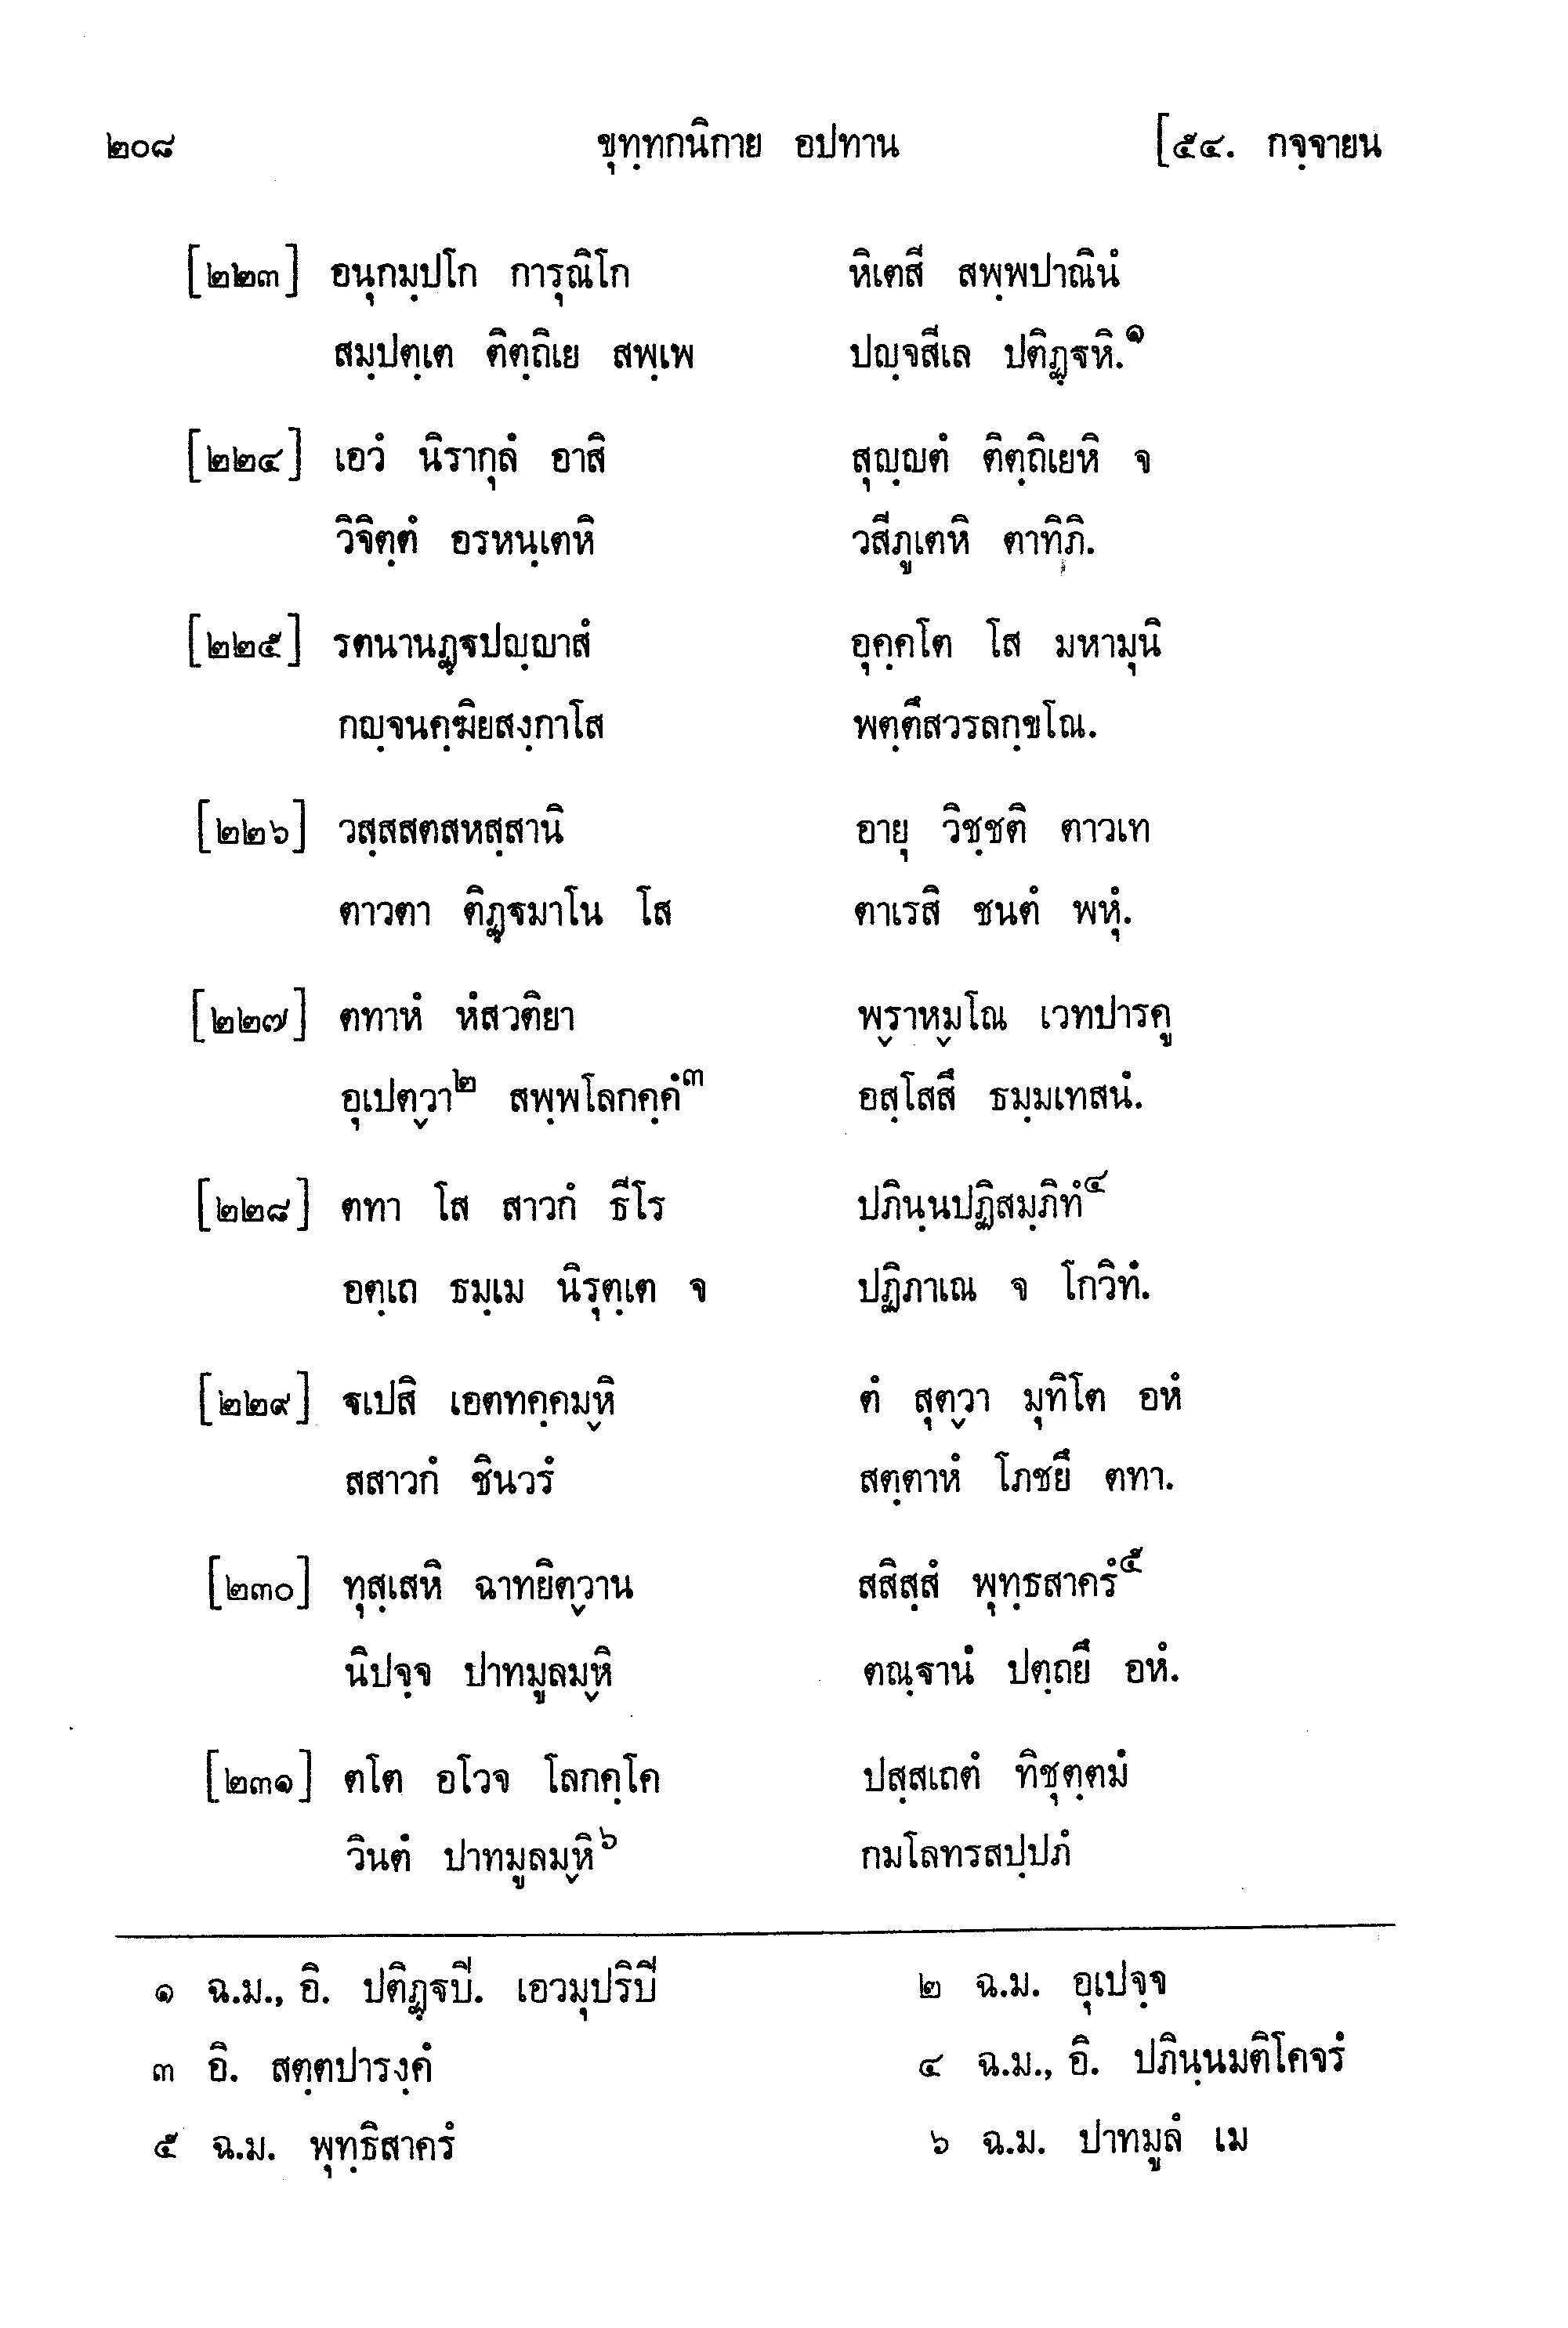 ๒๐๘ ขุทฺทกนิกาย อปทาน [๕๔. กจฺจายน
[๒๒๓] อนุกมฺปโก การุณิโก หิเตสี สพฺพปาณินํ
สมฺปตฺเต ติตฺถิเย สพฺเพ ปญฺจสีเล ปติฏฺฐหิ.๑
[๒๒๔] เอวํ นิรากุลํ อาสิ สุญฺญตํ ติตฺถิเยหิ จ
วิจิตฺตํ อรหนฺเตหิ วสีภูเตหิ ตาทิภิ.
[๒๒๕] รตนานฏฺฐปญฺญาสํ อุคฺคโต โส มหามุนิ
กญฺจนคฺฆิยสงฺกาโส พตฺตึสวรลกฺขโณ.
[๒๒๖] วสฺสสตสหสฺสานิ อายุ วิชฺชติ ตาวเท
ตาวตา ติฏฺฐมาโน โส ตาเรสิ ชนตํ พหุํ.
[๒๒๗] ตทาหํ หํสวติยา พฺราหฺมโณ เวทปารคู
อุเปตฺวา๒ สพฺพโลกคฺคํ๓ อสฺโสสึ ธมฺมเทสนํ.
[๒๒๘] ตทา โส สาวกํ ธีโร ปภินฺนปฏิสมฺภิทํ๔
อตฺเถ ธมฺเม นิรุตฺเต จ ปฏิภาเณ จ โกวิทํ.
[๒๒๙] ฐเปสิ เอตทคฺคมฺหิ ตํ สุตฺวา มุทิโต อหํ
สสาวกํ ชินวรํ สตฺตาหํ โภชยึ ตทา.
[๒๓๐] ทุสฺเสหิ ฉาทยิตฺวาน สสิสฺสํ พุทฺธสาครํ๕
นิปจฺจ ปาทมูลมฺหิ ตณฺฐานํ ปตฺถยึ อหํ.
[๒๓๑] ตโต อโวจ โลกคฺโค ปสฺสเถตํ ทิชุตฺตมํ
วินตํ ปาทมูลมฺหิ๖ กมโลทรสปฺปภํ
๑ ฉ.ม., อิ. ปติฏฺฐปี. เอวมุปริปี ๒ ฉ.ม. อุเปจฺจ
๓ อิ. สตฺตปารงฺคํ ๔ ฉ.ม., อิ. ปภินฺนมติโคจรํ
๕ ฉ.ม. พุทฺธิสาครํ ๖ ฉ.ม. ปาทมูลํ เม